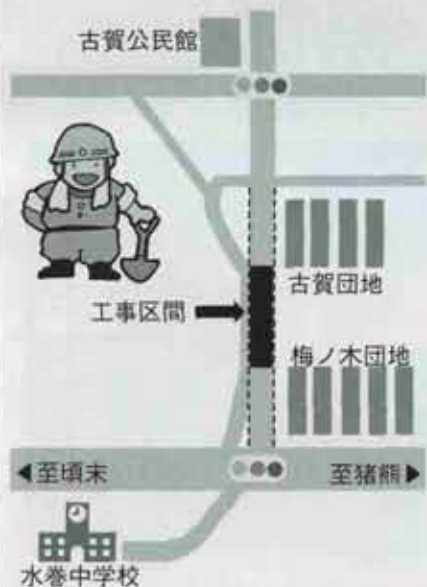 古賀公民館
古賀団地
工事区間
梅ノ木団地
◀至頃末
至猪熊▶
水巻中学校